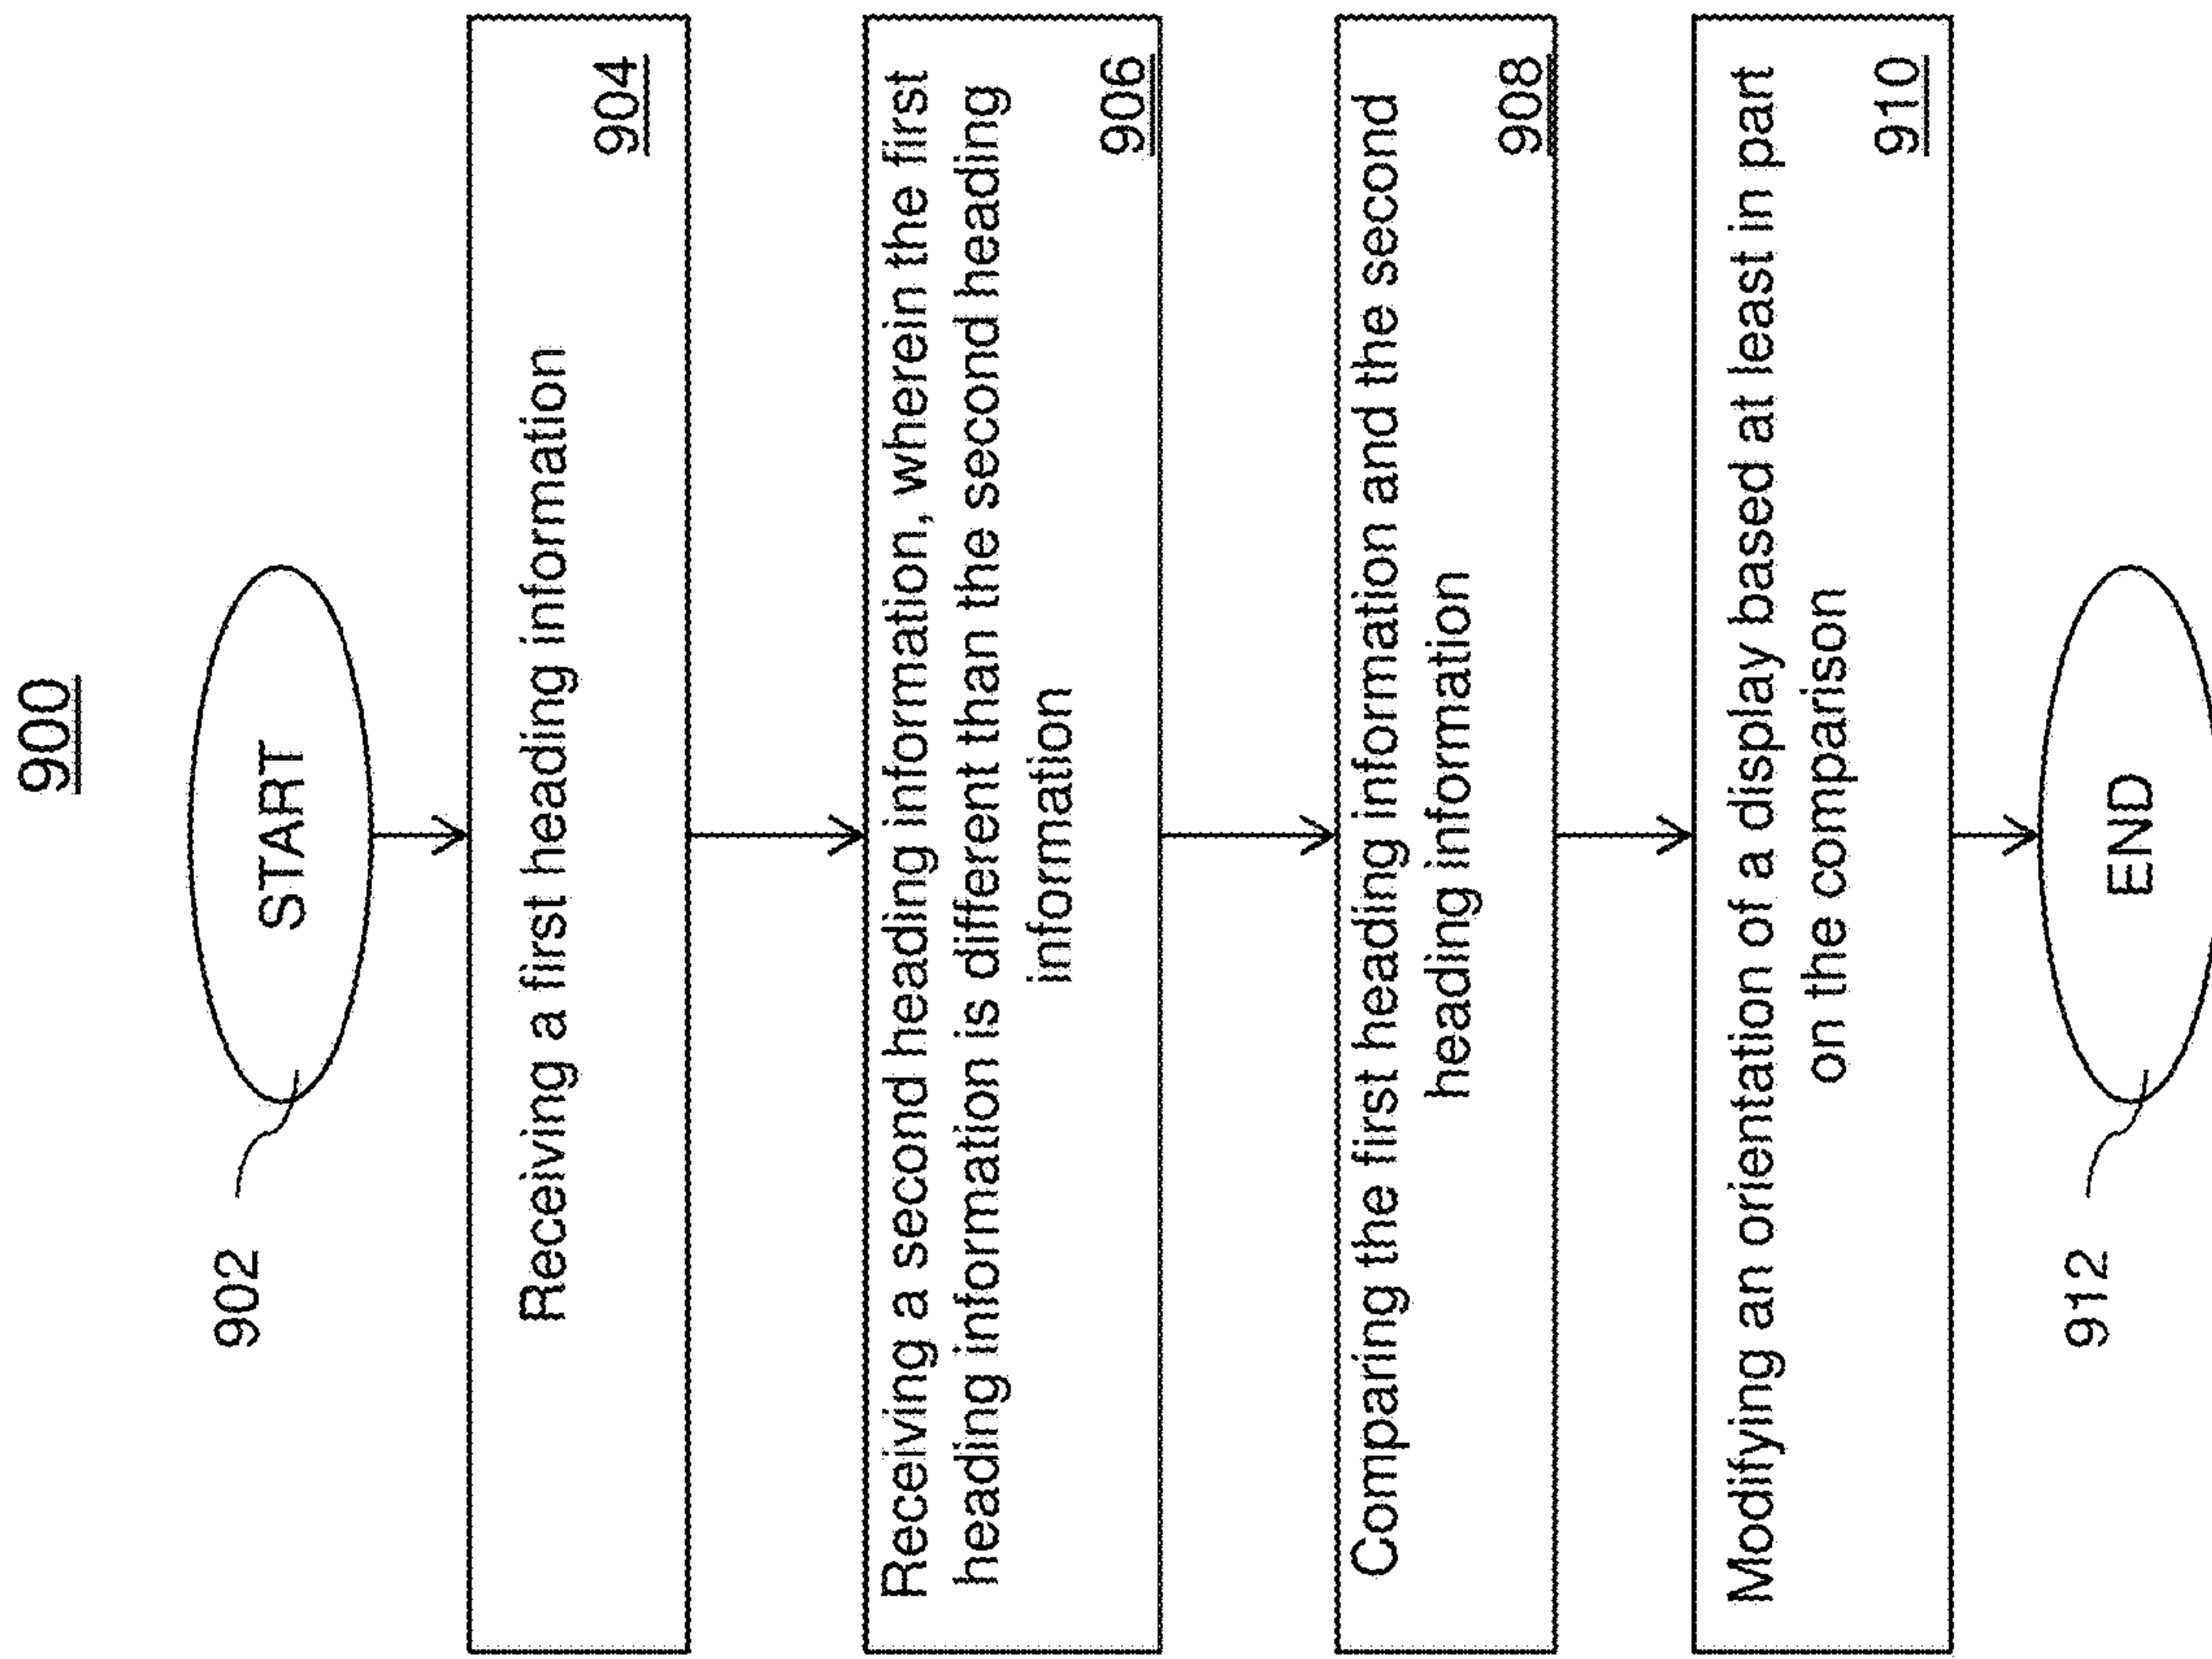 900
902
START
Receiving a first heading information
904
Receiving a second heading information, wherein the first
heading information is different than the second heading
information
906
Comparing the first heading information and the second
heading information
908
Modifying an orientation of a display based at least in part
on the comparison
910
912
END